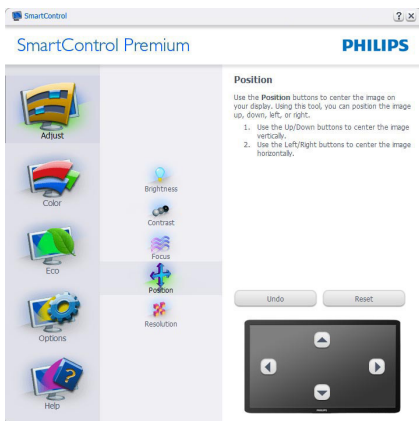 SmartControl
SmartControl Premium
PHILIPS
Adjust
Color
Eco
Options
Help
Brightness
Contrast
Focus
Position
Resolution
Position
Use the Position buttons to center the image on
your display. Using this tool, you can position the image
up, down, left, or right.
1. Use the Up/Down buttons to center the image
vertically.
2. Use the Left/Right buttons to center the image
horizontally.
Undo
Reset
PHILIPS